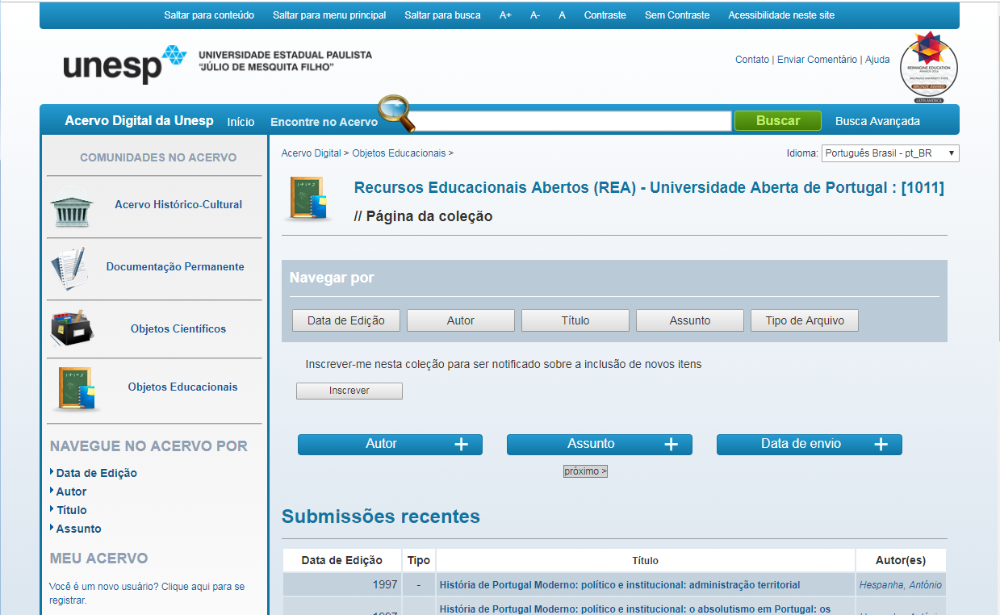 Saltar para conteúdo Saltar para menu principal Saltar para busca A+ A- A Contraste Sem Contraste Acessibilidade neste site
unesp
UNIVERSIDADE ESTADUAL PAULISTA
"JÚLIO DE MESQUITA FILHO"
Contato | Enviar Comentário | Ajuda
REIMAGINE EDUCATION
BRONZE AWARD
LATIN AMERICA
Acervo Digital da Unesp Início Encontre no Acervo Buscar Busca Avançada
COMUNIDADES NO ACERVO
Acervo Histórico-Cultural
Documentação Permanente
Objetos Científicos
Objetos Educacionais
NAVEGUE NO ACERVO POR
Data de Edição
Autor
Título
Assunto
MEU ACERVO
Você é um novo usuário? Clique aqui para se
registrar.
Acervo Digital > Objetos Educacionais >
Idioma: Português Brasil - pt_BR
Recursos Educacionais Abertos (REA) - Universidade Aberta de Portugal : [1011]
// Página da coleção
Navegar por
Data de Edição Autor Título Assunto Tipo de Arquivo
Inscrever-me nesta coleção para ser notificado sobre a inclusão de novos itens
Inscrever
Autor + Assunto + Data de envio +
próximo >
Submissões recentes
Data de Edição Tipo Título Autor(es)
1997 - História de Portugal Moderno: político e institucional: administração territorial Hespanha, António
1997 História de Portugal Moderno: político e institucional: o absolutismo em Portugal: os